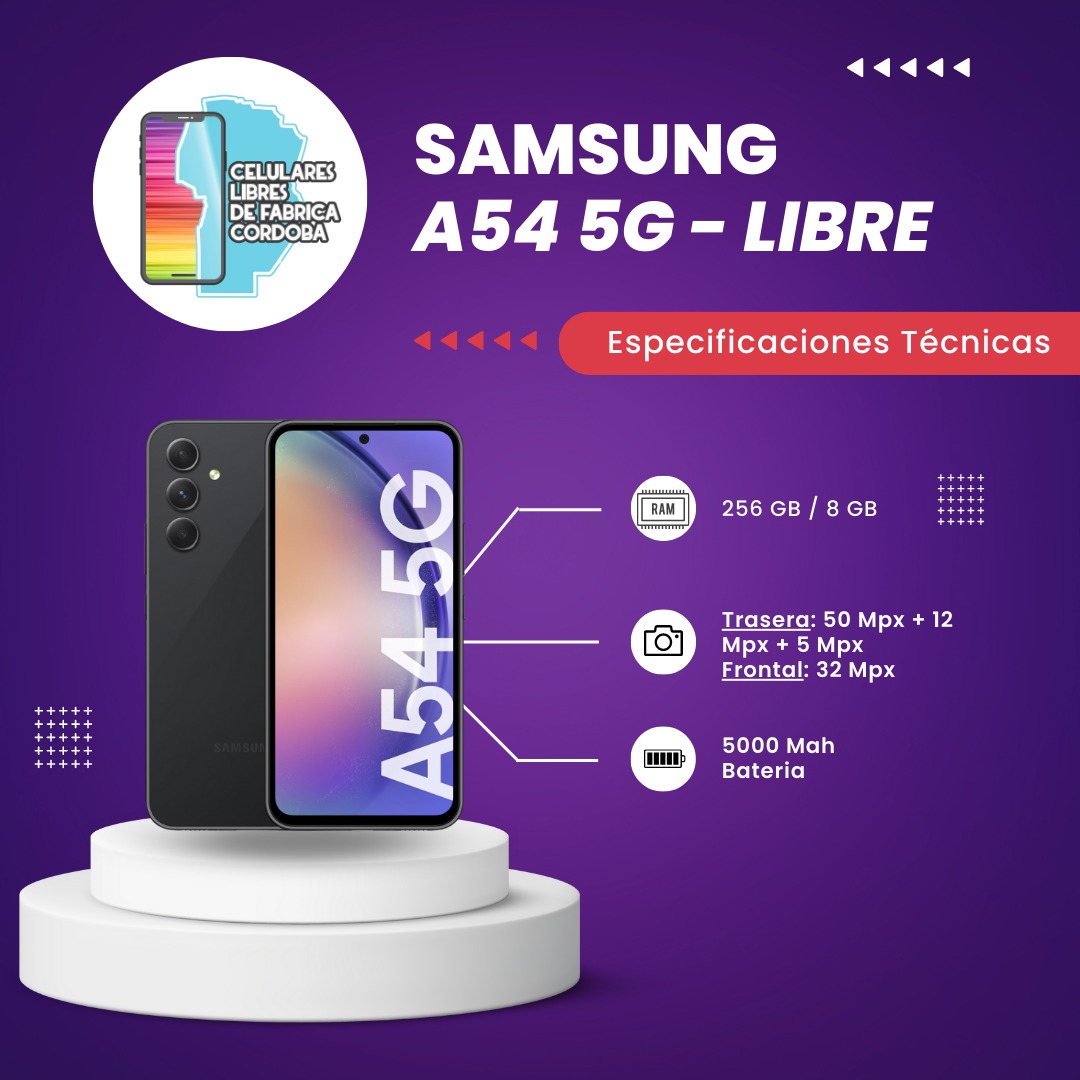 CELULARES
LIBRES
DE FABRICA
CORDOBA
SAMSUNG
A54 5G - LIBRE
Especificaciones Técnicas
A54 5G
SAMSUNG
RAM
256 GB / 8 GB
Trasera: 50 Mpx + 12
Mpx + 5 Mpx
Frontal: 32 Mpx
5000 Mah
Bateria